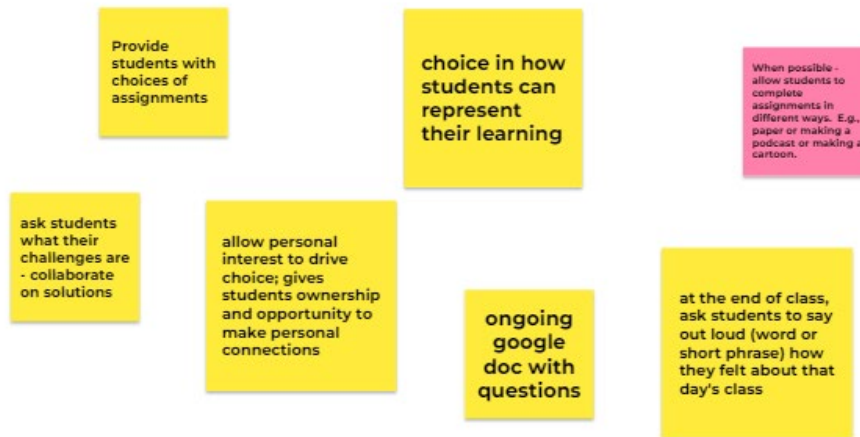 Provide
students with
choices of
assignments
choice in how
students can
represent
their learning
When possible -
allow students to
complete
assignments in
different ways. E.g.,
paper or making a
podcast or making a
cartoon.
ask students
what their
challenges are
- collaborate
on solutions
allow personal
interest to drive
choice; gives
students ownership
and opportunity to
make personal
connections
ongoing
google
doc with
questions
at the end of class,
ask students to say
out loud (word or
short phrase) how
they felt about that
day's class